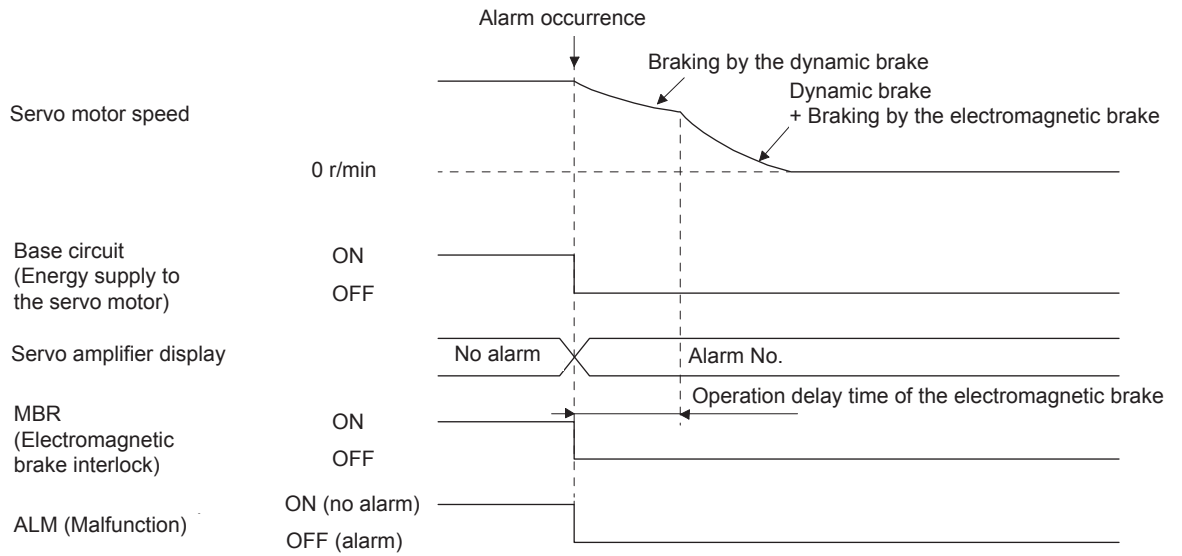 Alarm occurrence
Braking by the dynamic brake
Dynamic brake
+ Braking by the electromagnetic brake
Servo motor speed
0 r/min
Base circuit
(Energy supply to
the servo motor)
ON
OFF
Servo amplifier display
No alarm
Alarm No.
Operation delay time of the electromagnetic brake
MBR
(Electromagnetic
brake interlock)
ON
OFF
ALM (Malfunction)
ON (no alarm)
OFF (alarm)